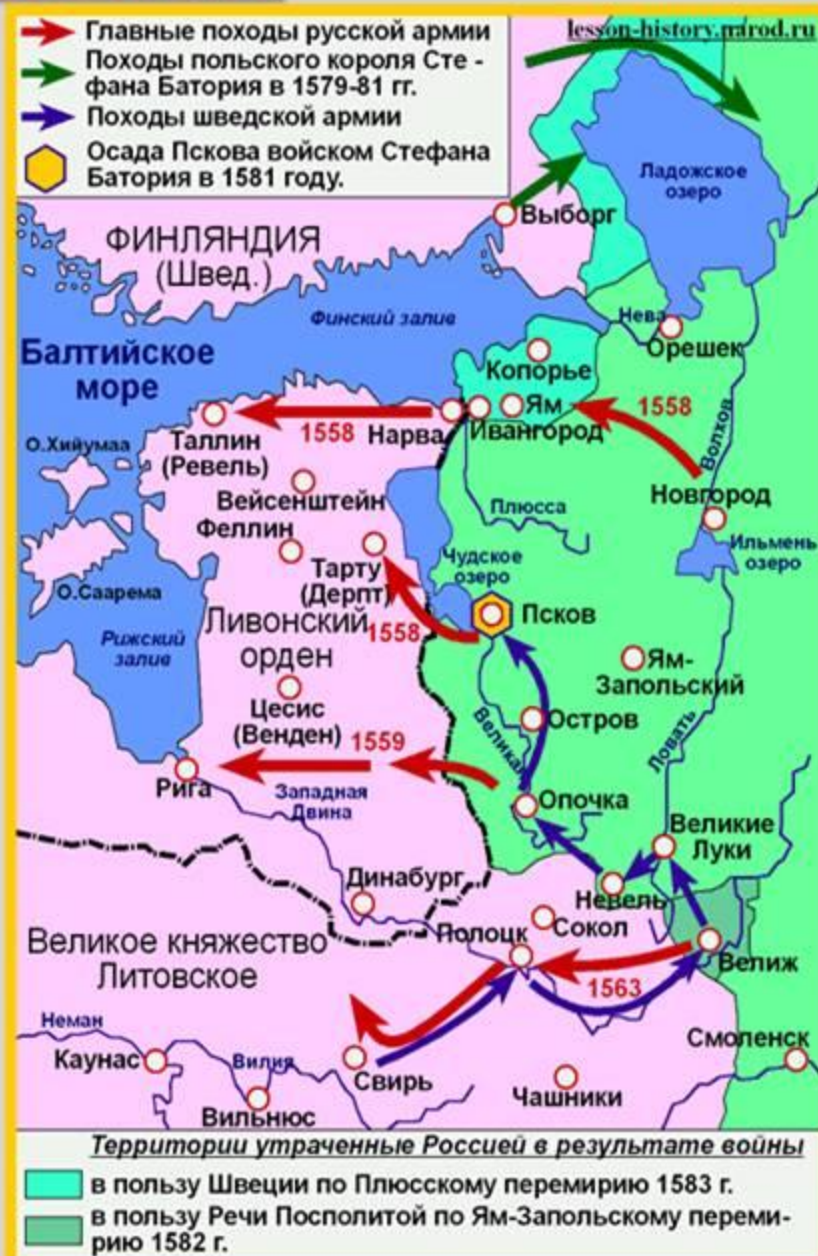 Главные походы русской армии
lesson-history.narod.ru
Походы польского короля Сте -
фана Батория в 1579-81 гг.
Походы шведской армии
Осада Пскова войском Стефана
Батория в 1581 году.
Ладожское
озеро
Выборг
ФИНЛЯНДИЯ
(Швед.)
Финский залив
Нева
Орешек
Балтийское
море
Копорье
Ям
1558
1558
Нарва
Ивангород
Волхов
Таллин
(Ревель)
О.Хийумаа
Вейсенштейн
Новгород
Плюсса
Феллин
Ильмень
озеро
Чудское
озеро
Тарту
(Дерпт)
О.Саарема
Псков
Ливонский
орден
1558
Рижский
залив
Ям-
Запольский
Цесис
(Венден)
Остров
Великая
1559
Ловать
Рига
Западная
Двина
Опочка
Великие
Луки
Динабург
Невель
Сокол
Полоцк
Великое княжество
Литовское
Велиж
1563
Неман
Смоленск
Каунас
Вилия
Свирь
Чашники
Вильнюс
Территории утраченные Россией в результате войны
в пользу Швеции по Плюсскому перемирию 1583 г.
в пользу Речи Посполитой по Ям-Запольскому переми-
рию 1582 г.